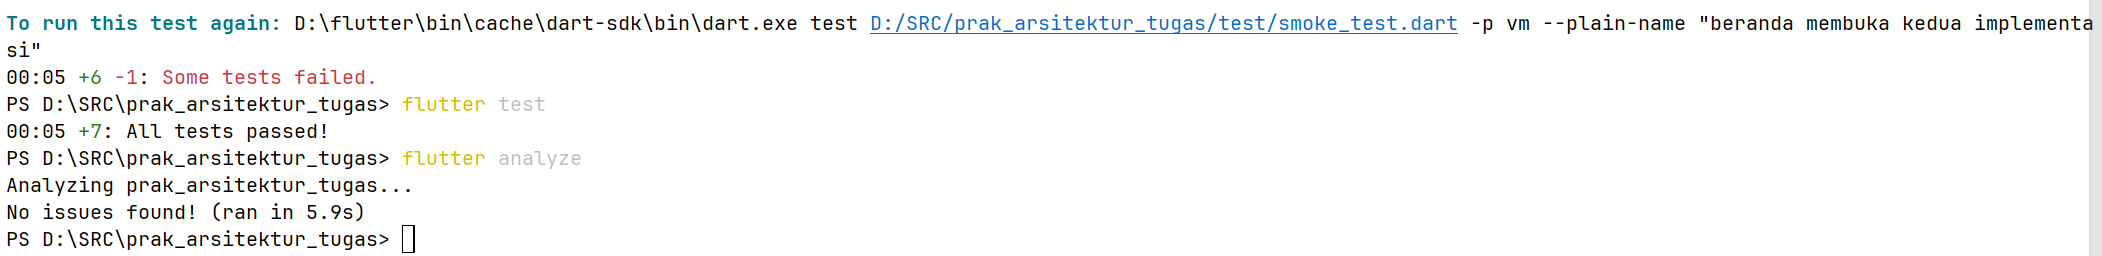 To run this test again: D:\flutter\bin\cache\dart-sdk\bin\dart.exe test D:/SRC/prak_arsitektur_tugas/test/smoke_test.dart -p vm --plain-name "beranda membuka kedua implementa
si"
00:05 +6 -1: Some tests failed.
PS D:\SRC\prak_arsitektur_tugas> flutter test
00:05 +7: All tests passed!
PS D:\SRC\prak_arsitektur_tugas> flutter analyze
Analyzing prak_arsitektur_tugas...
No issues found! (ran in 5.9s)
PS D:\SRC\prak_arsitektur_tugas>